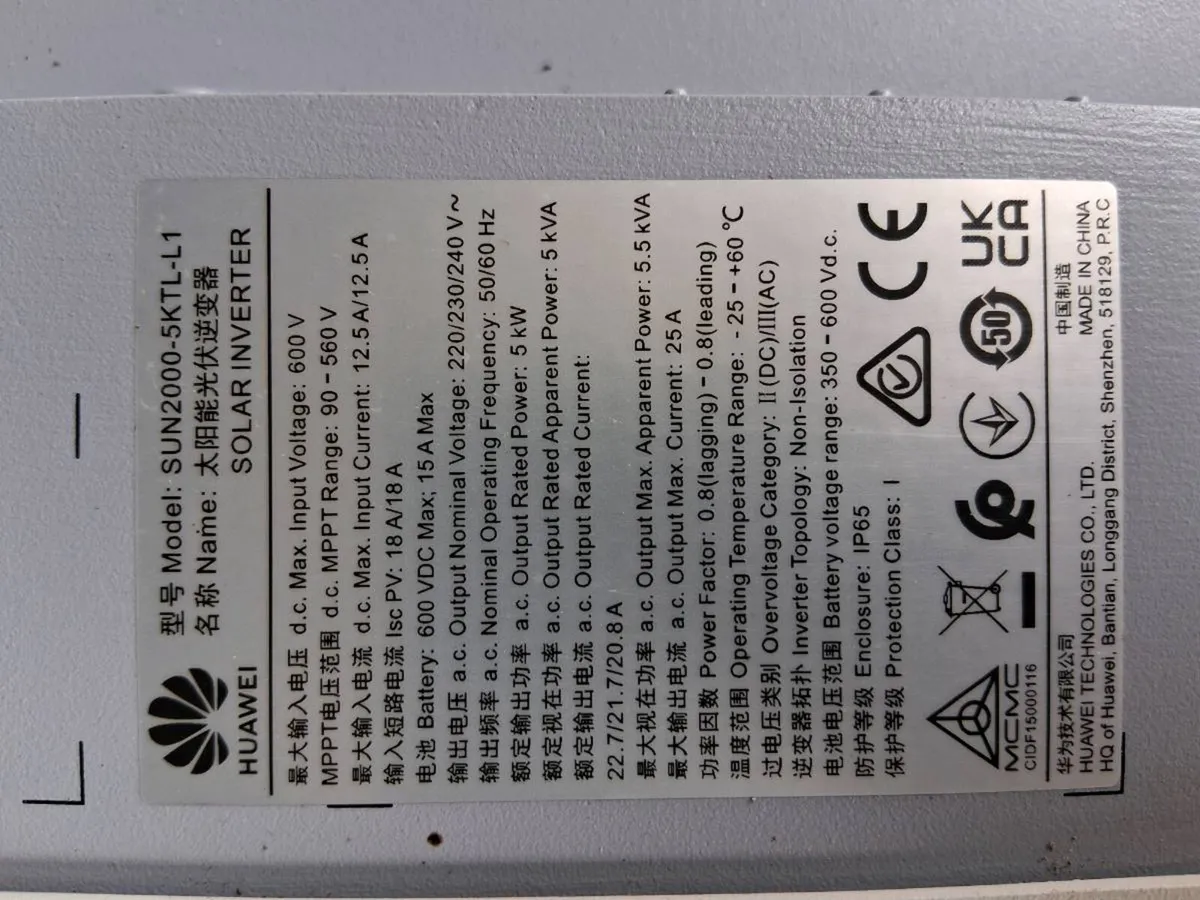 HUAWEI
型号 Model: SUN2000-5KTL-L1
名称 Name: 太阳能光伏逆变器
SOLAR INVERTER
最大输入电压 d.c. Max. Input Voltage: 600 V
MPPT电压范围 d.c. MPPT Range: 90 - 560 V
最大输入电流 d.c. Max. Input Current: 12.5 A/12.5 A
输入短路电流 Isc PV: 18 A/18 A
电池 Battery: 600 VDC Max; 15 A Max
输出电压 a.c. Output Nominal Voltage: 220/230/240 V~
输出频率 a.c. Nominal Operating Frequency: 50/60 Hz
额定输出功率 a.c. Output Rated Power: 5 kW
额定视在功率 a.c. Output Rated Apparent Power: 5 kVA
额定输出电流 a.c. Output Rated Current:
22.7/21.7/20.8 A
最大视在功率 a.c. Output Max. Apparent Power: 5.5 kVA
最大输出电流 a.c. Output Max. Current: 25 A
功率因数 Power Factor: 0.8(lagging) - 0.8(leading)
温度范围 Operating Temperature Range: - 25 - +60 ℃
过电压类别 Overvoltage Category: II(DC)/III(AC)
逆变器拓扑 Inverter Topology: Non-Isolation
电池电压范围 Battery voltage range: 350 - 600 Vd.c.
防护等级 Enclosure: IP65
保护等级 Protection Class: I
CE
MCMC
CIDF15000116
50
UK
CA
华为技术有限公司
中国制造
HUAWEI TECHNOLOGIES CO., LTD.
MADE IN CHINA
HQ of Huawei, Bantian, Longgang District, Shenzhen, 518129, P.R.C